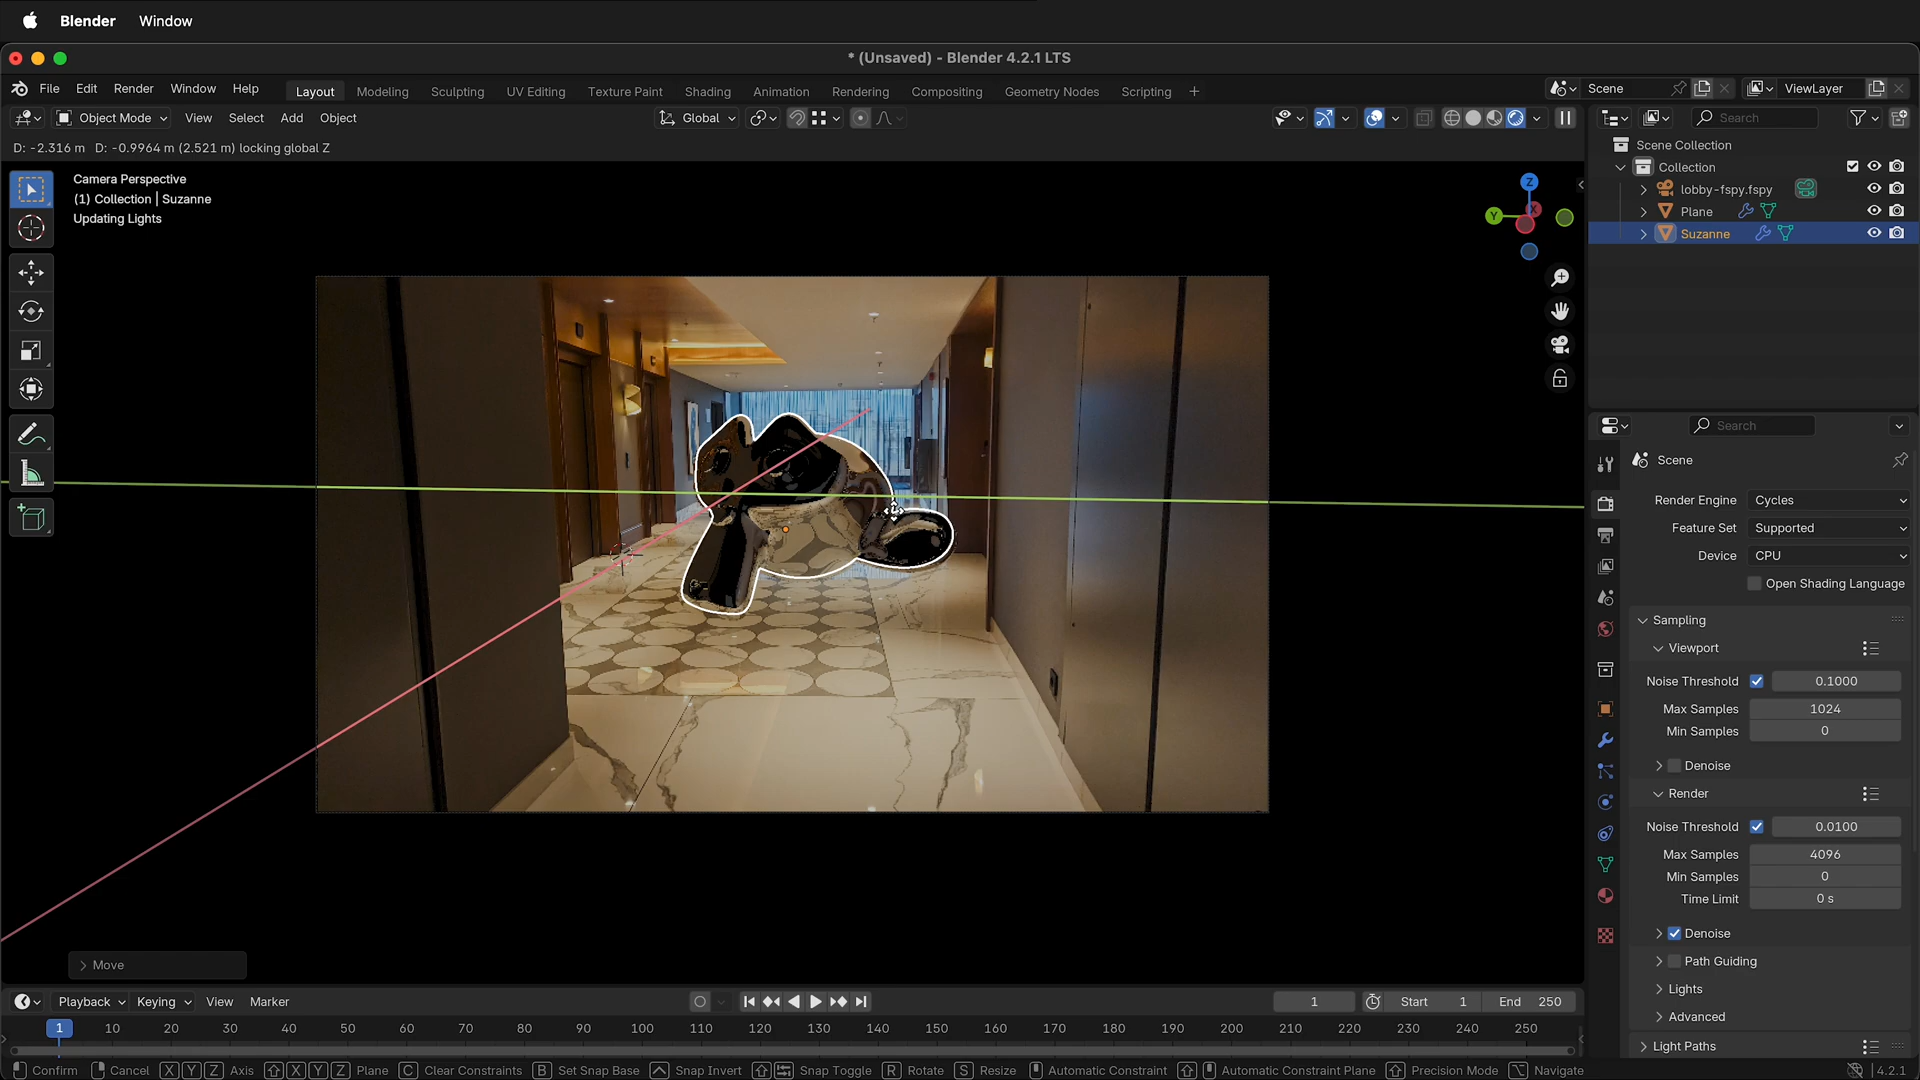 Blender Window
* (Unsaved) - Blender 4.2.1 LTS
File Edit Render Window Help Layout Modeling Sculpting UV Editing Texture Paint Shading Animation Rendering Compositing Geometry Nodes Scripting + Scene ViewLayer
Object Mode View Select Add Object Global Search
D: -2.316 m D: -0.9964 m (2.521 m) locking global Z
Camera Perspective
(1) Collection | Suzanne
Updating Lights
Z
Y
X
Scene Collection
Collection
lobby-fspy.fspy
Plane
Suzanne
Search
Scene
Render Engine Cycles
Feature Set Supported
Device CPU
Open Shading Language
Sampling
Viewport
Noise Threshold 0.1000
Max Samples 1024
Min Samples 0
Denoise
Render
Noise Threshold 0.0100
Max Samples 4096
Min Samples 0
Time Limit 0 s
Denoise
Path Guiding
Lights
Advanced
Light Paths
Move
Playback Keying View Marker 1 Start 1 End 250
1 10 20 30 40 50 60 70 80 90 100 110 120 130 140 150 160 170 180 190 200 210 220 230 240 250
Confirm Cancel X Y Z Axis X Y Z Plane C Clear Constraints B Set Snap Base Snap Invert Snap Toggle R Rotate S Resize Automatic Constraint Automatic Constraint Plane Precision Mode Navigate 4.2.1